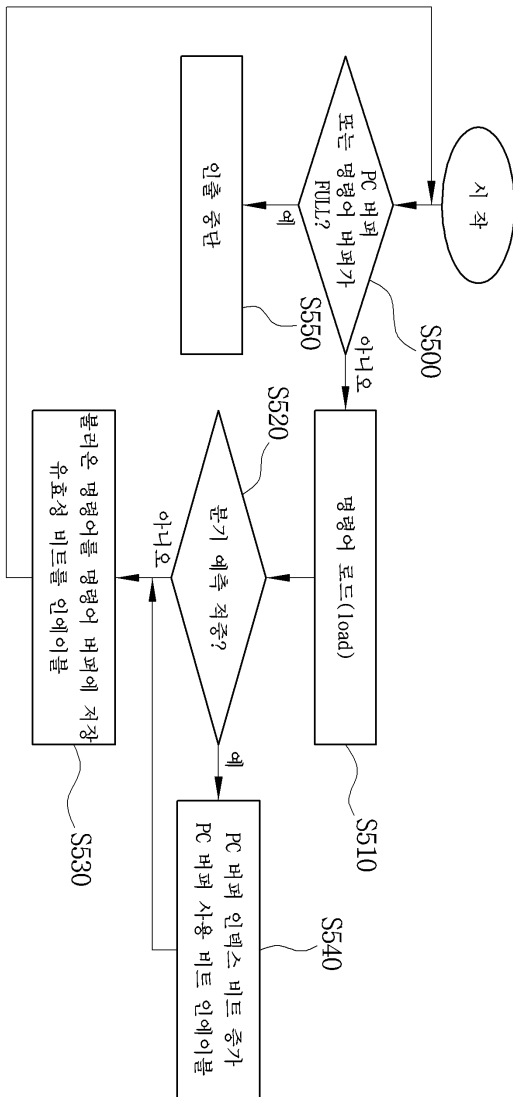 시 작
PC 버퍼
또는 명령어 버퍼가
FULL?
S500
예
아니오
인출 중단
S550
명령어 로드(load)
S510
분기 예측 적중?
S520
예
아니오
PC 버퍼 인덱스 비트 증가
PC 버퍼 사용 비트 인에이블
S540
불러온 명령어를 명령어 버퍼에 저장
유효성 비트를 인에이블
S530